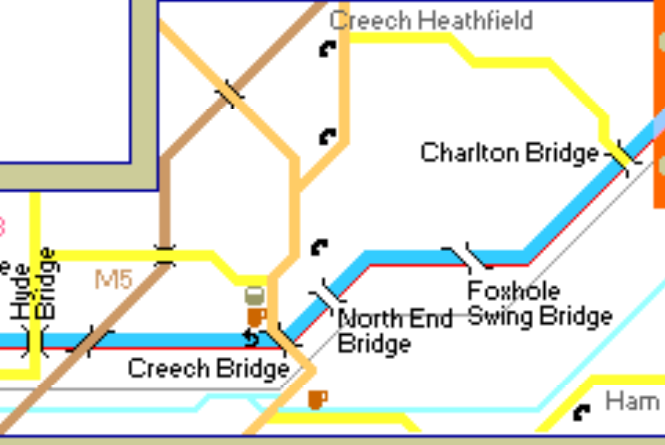 Creech Heathfield
Charlton Bridge
Hyde
Bridge
M5
Foxhole
Swing Bridge
North End
Bridge
Creech Bridge
Ham